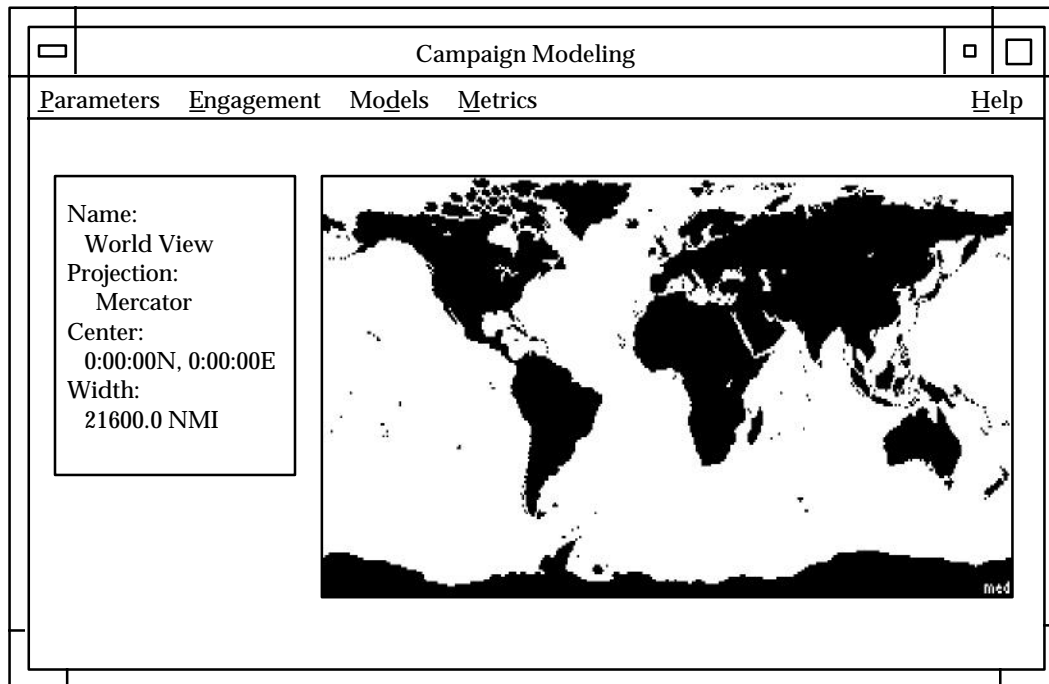 Campaign Modeling
Parameters Engagement Models Metrics Help
Name:
World View
Projection:
Mercator
Center:
0:00:00N, 0:00:00E
Width:
21600.0 NMI
med